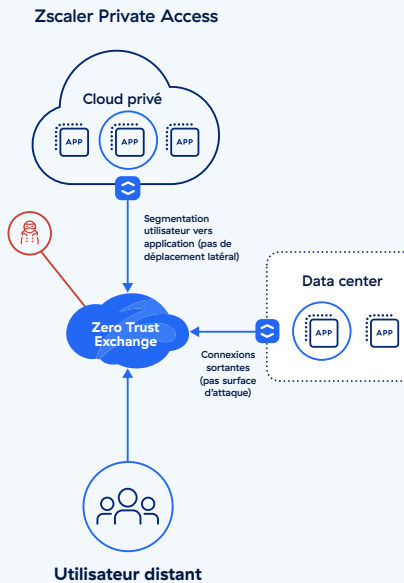 Zscaler Private Access
Cloud privé
APP
APP
APP
Segmentation
utilisateur vers
application (pas de
déplacement latéral)
Data center
Zero Trust
Exchange
APP
APP
Connexions
sortantes
(pas surface
d'attaque)
Utilisateur distant